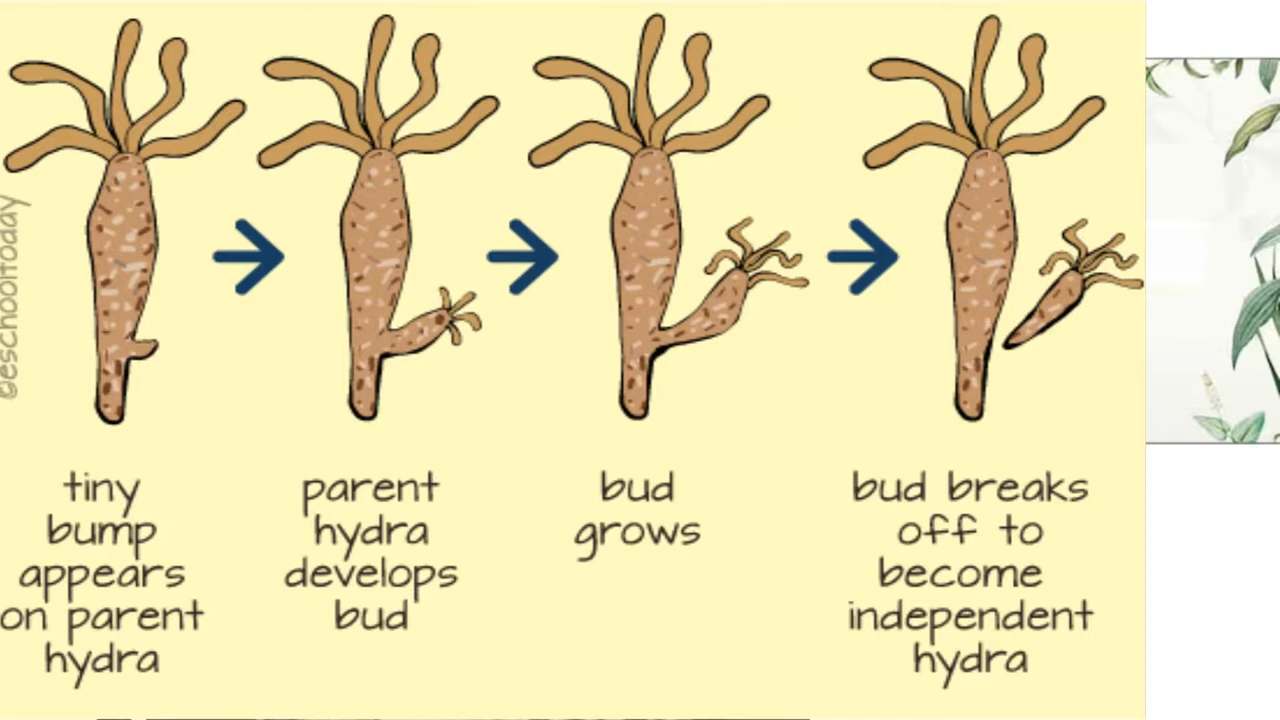 ©eschooltoday
tiny
bump
appears
on parent
hydra
parent
hydra
develops
bud
bud
grows
bud breaks
off to
become
independent
hydra